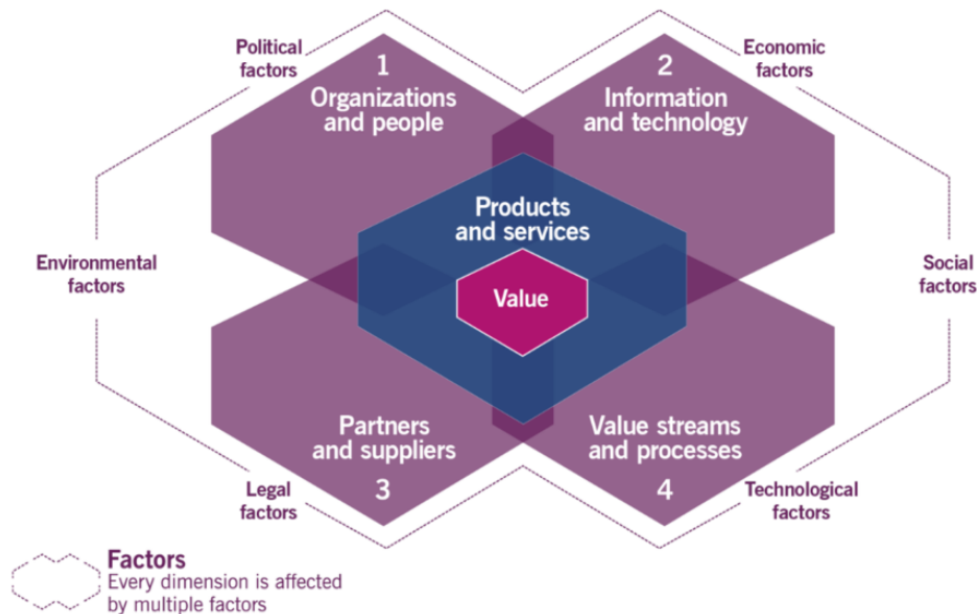 Political
factors
1
Organizations
and people
2
Information
and technology
Economic
factors
Products
and services
Environmental
factors
Value
Social
factors
Partners
and suppliers
3
Value streams
and processes
4
Legal
factors
Technological
factors
Factors
Every dimension is affected
by multiple factors